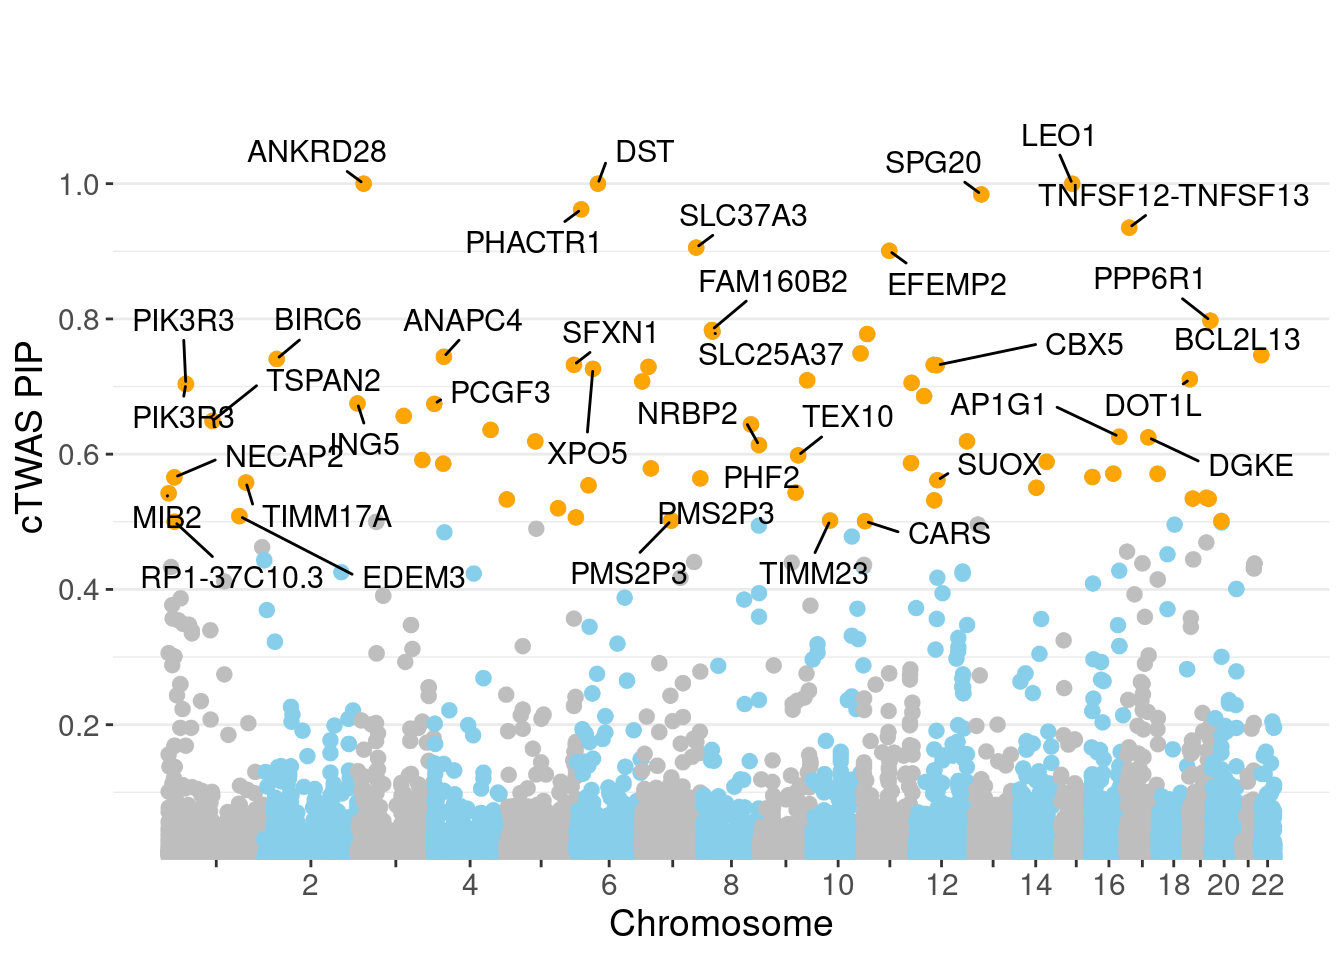 LEO1
ANKRD28
DST
SPG20
1.0
TNFSF12-TNFSF13
SLC37A3
PHACTR1
FAM160B2
EFEMP2
PPP6R1
PIK3R3
BIRC6
ANAPC4
0.8
SFXN1
BCL2L13
CBX5
SLC25A37
TSPAN2
PCGF3
AP1G1
DOT1L
PIK3R3
NRBP2
TEX10
ING5
0.6
NECAP2
XPO5
SUOX
DGKE
PHF2
MIB2
TIMM17A
PMS2P3
CARS
RP1-37C10.3
EDEM3
PMS2P3
TIMM23
0.4
0.2
cTWAS PIP
2 4 6 8 10 12 14 16 18 20 22
Chromosome